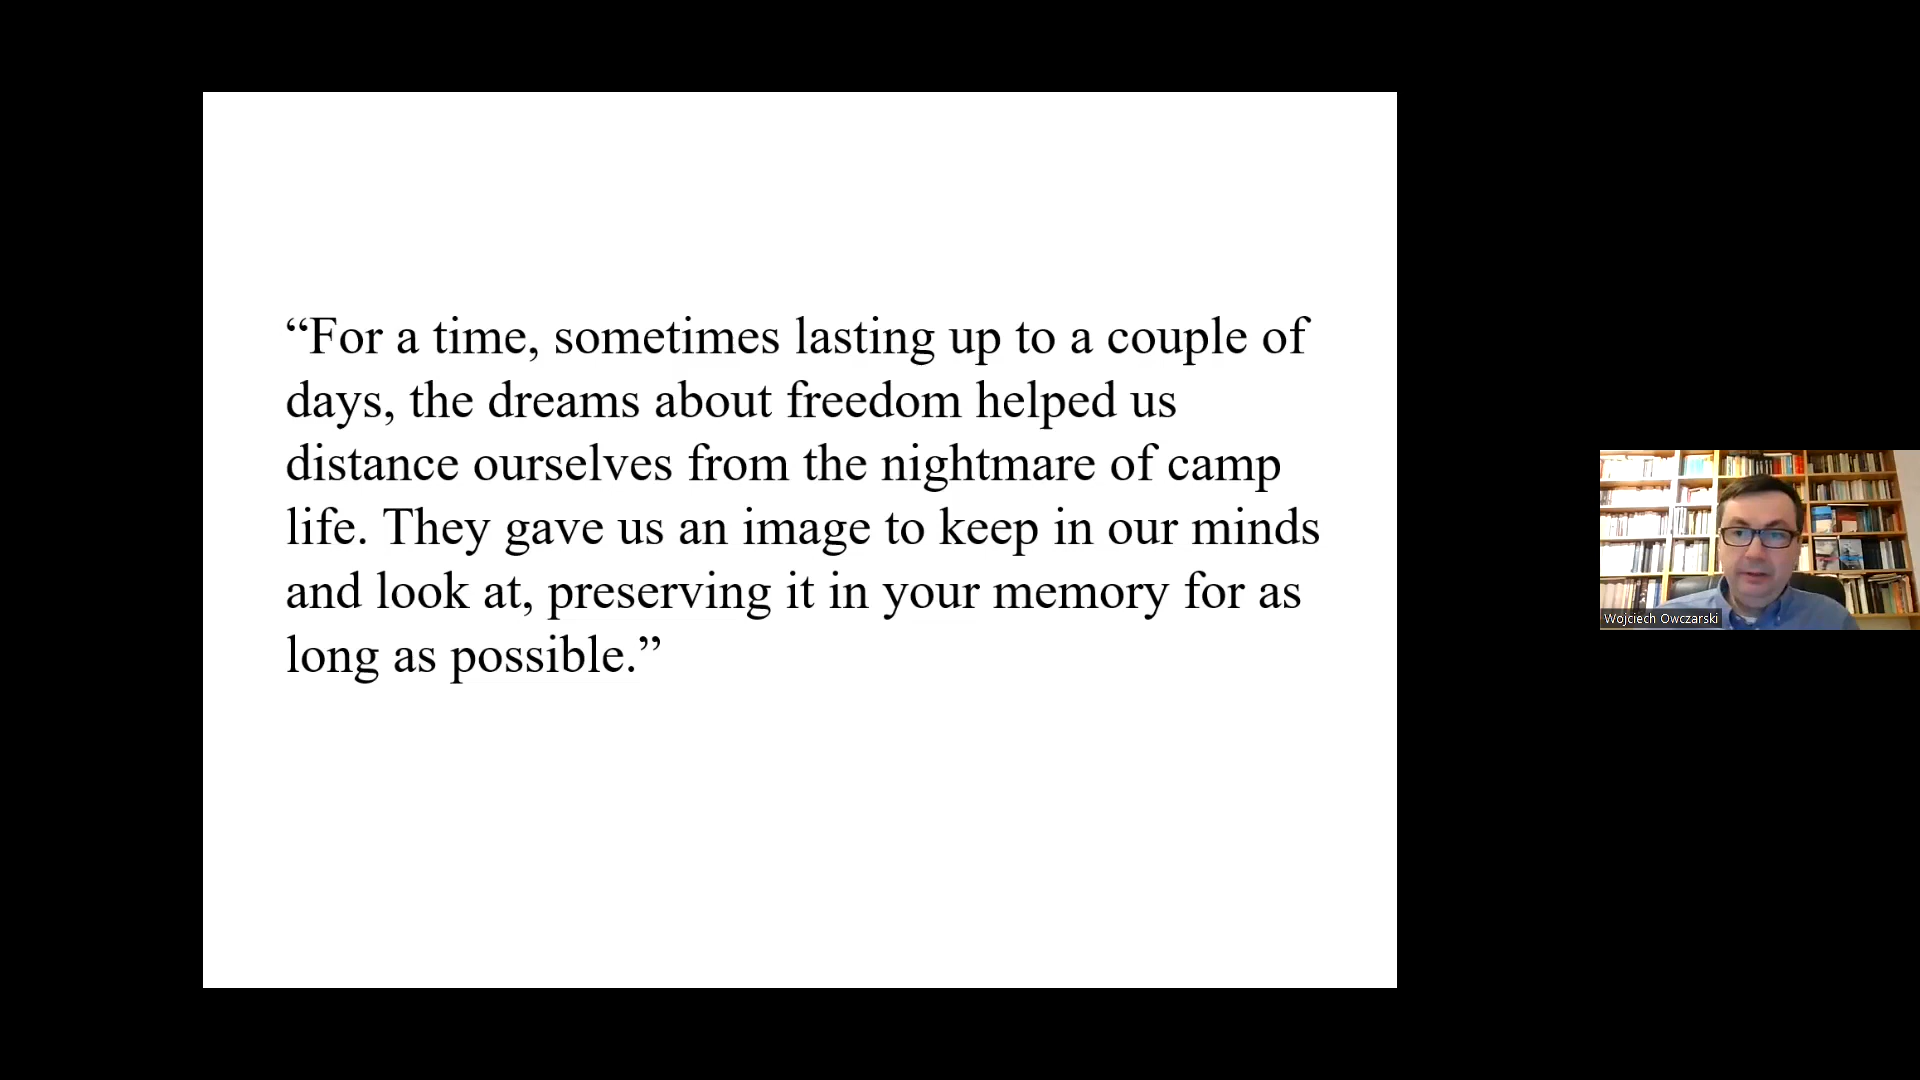 “For a time, sometimes lasting up to a couple of
days, the dreams about freedom helped us
distance ourselves from the nightmare of camp
life. They gave us an image to keep in our minds
and look at, preserving it in your memory for as
long as possible.”
Wojciech Owczarski